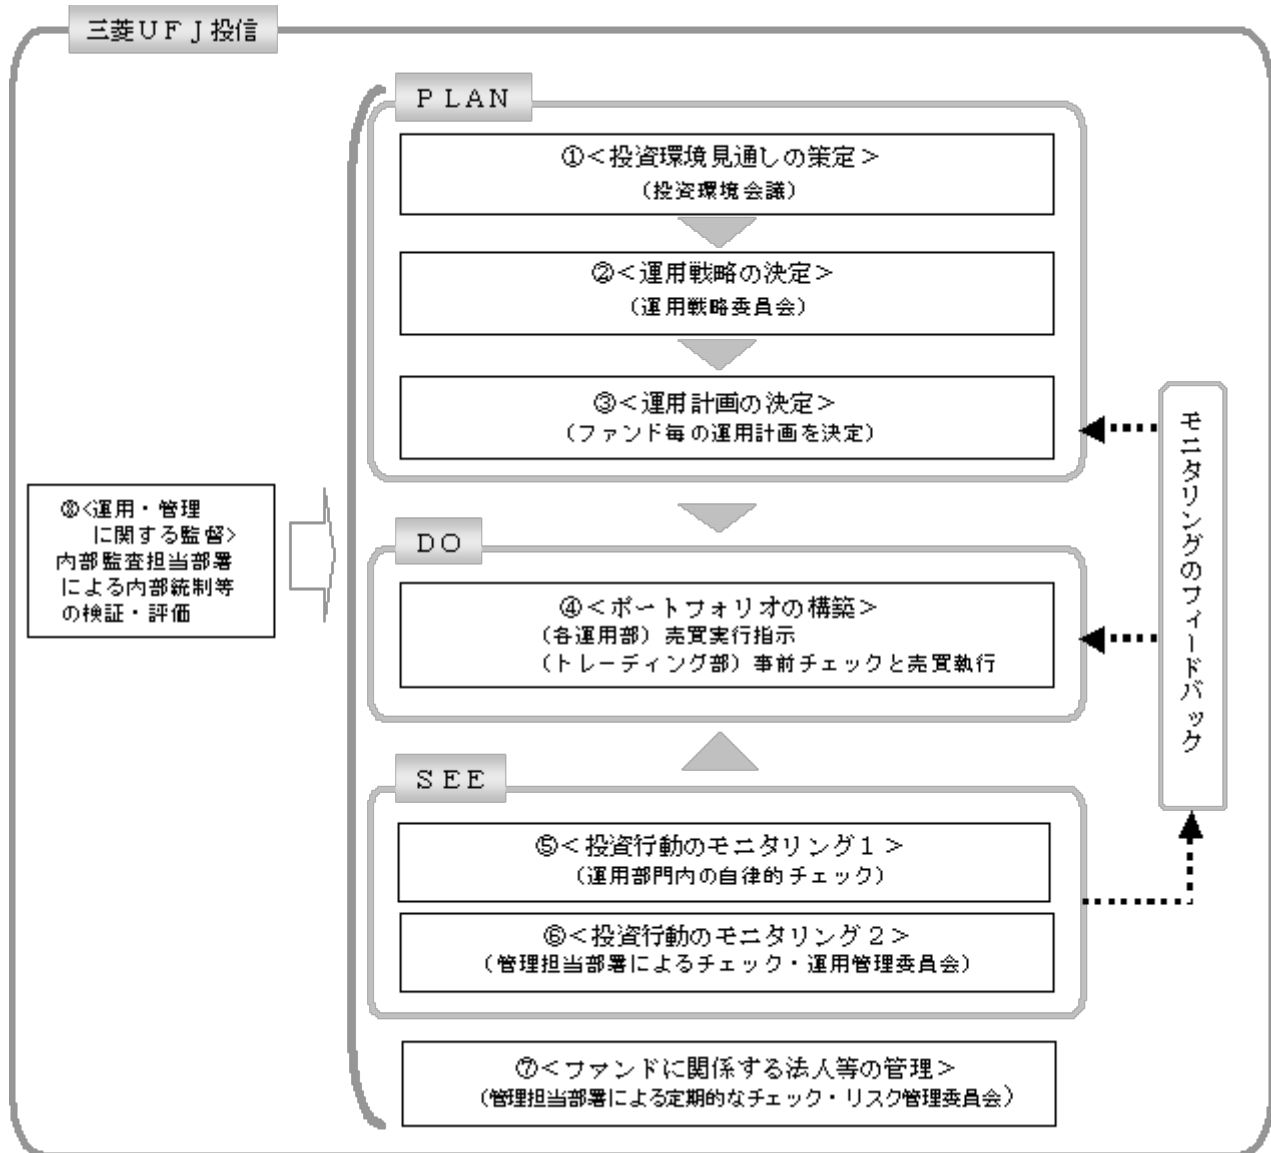 三菱ＵＦＪ投信
ＰＬＡＮ
①＜投資環境見通しの策定＞
（投資環境会議）
②＜運用戦略の決定＞
（運用戦略委員会）
③＜運用計画の決定＞
（ファンド毎の運用計画を決定）
⑧<運用・管理
に関する監督>
内部監査担当部署
による内部統制等
の検証・評価
ＤＯ
④＜ポートフォリオの構築＞
（各運用部）売買実行指示
（トレーディング部）事前チェックと売買執行
モニタリングのフィードバック
ＳＥＥ
⑤＜投資行動のモニタリング１＞
（運用部門内の自律的チェック）
⑥＜投資行動のモニタリング２＞
（管理担当部署によるチェック・運用管理委員会）
⑦＜ファンドに関係する法人等の管理＞
（管理担当部署による定期的なチェック・リスク管理委員会）